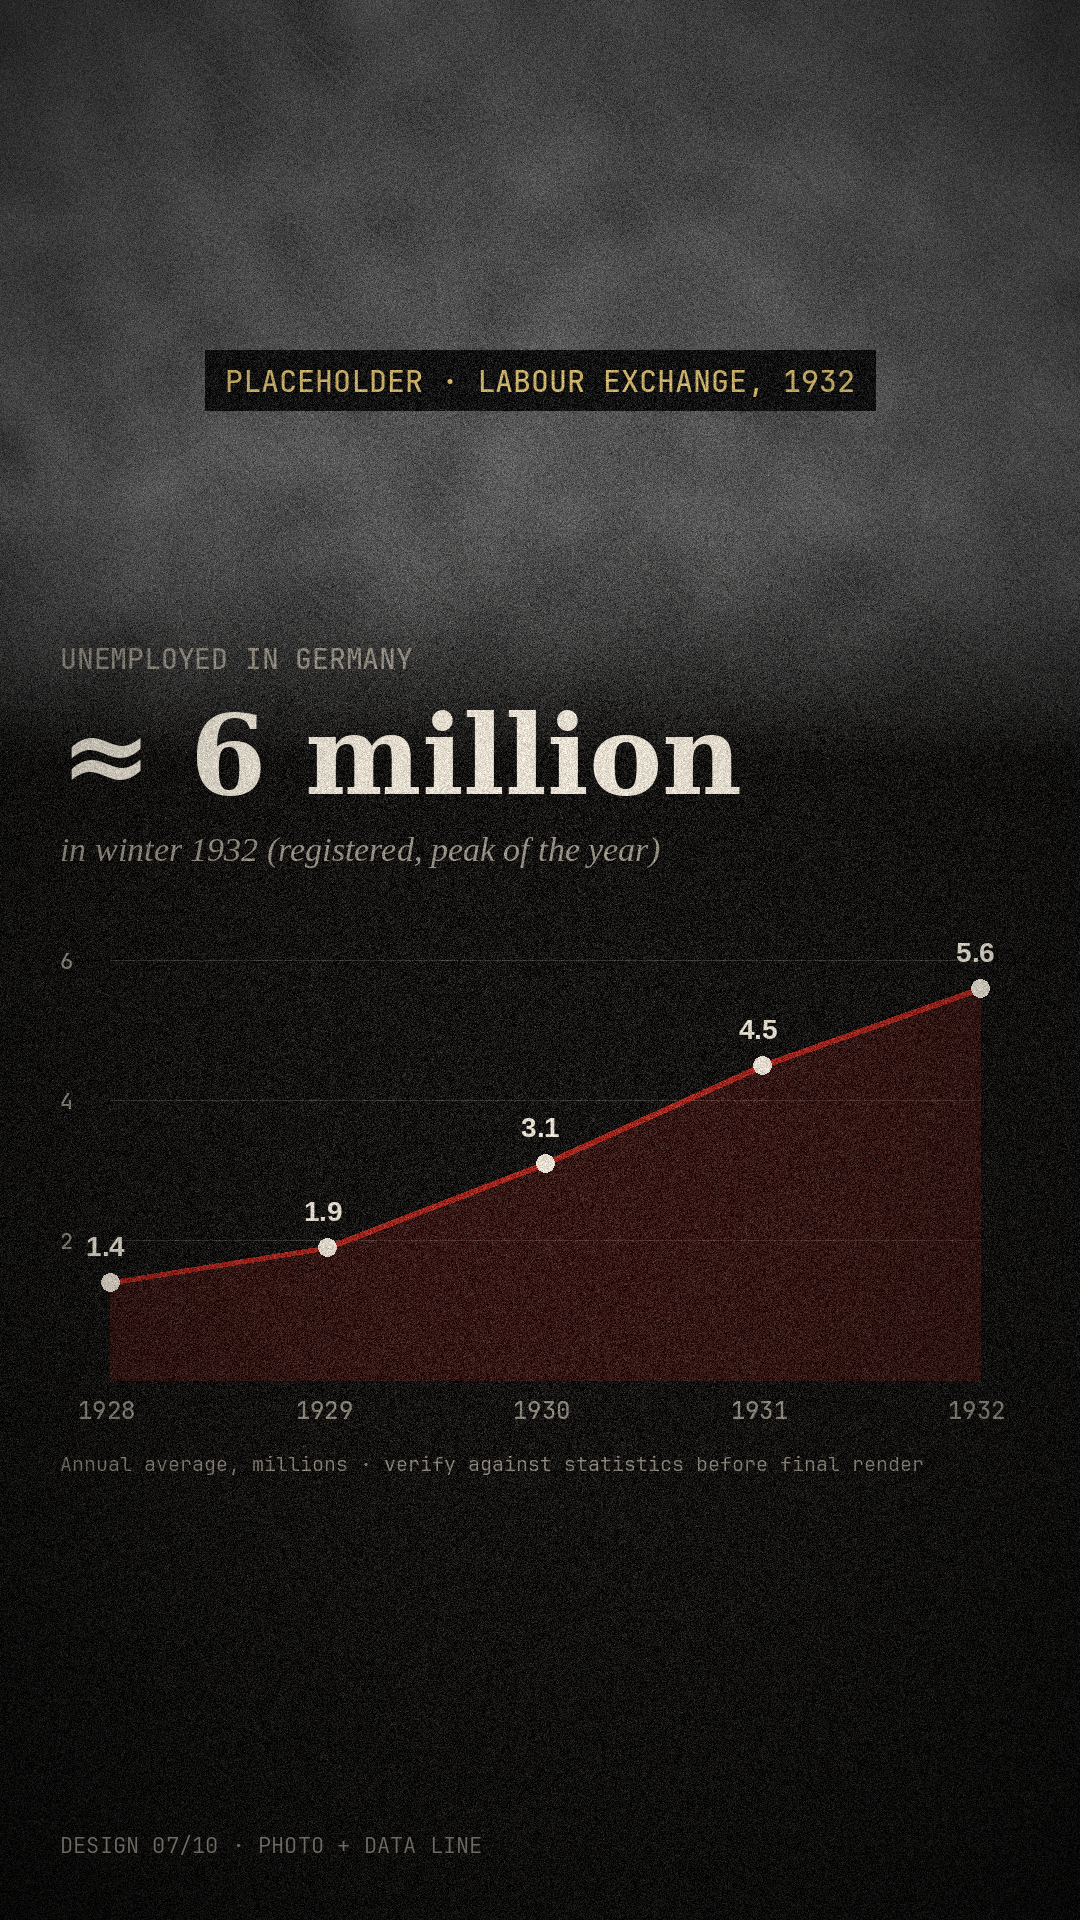 PLACEHOLDER · LABOUR EXCHANGE, 1932
UNEMPLOYED IN GERMANY
≈ 6 million
in winter 1932 (registered, peak of the year)
6
5.6
4.5
4
3.1
1.9
2
1.4
1928 1929 1930 1931 1932
Annual average, millions · verify against statistics before final render
DESIGN 07/10 · PHOTO + DATA LINE